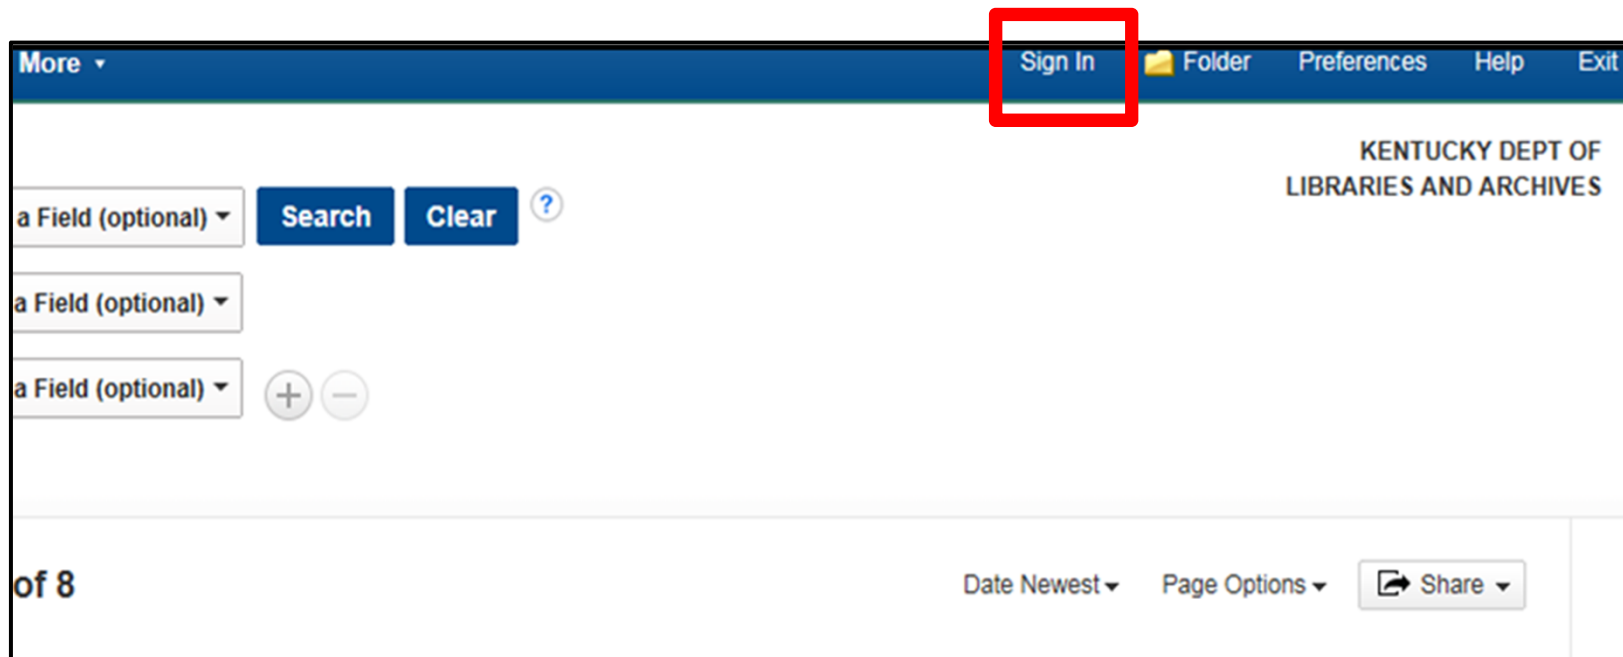 More
Sign In
Folder
Preferences
Help
Exit
KENTUCKY DEPT OF
LIBRARIES AND ARCHIVES
a Field (optional)
Search
Clear
?
a Field (optional)
a Field (optional)
of 8
Date Newest
Page Options
Share